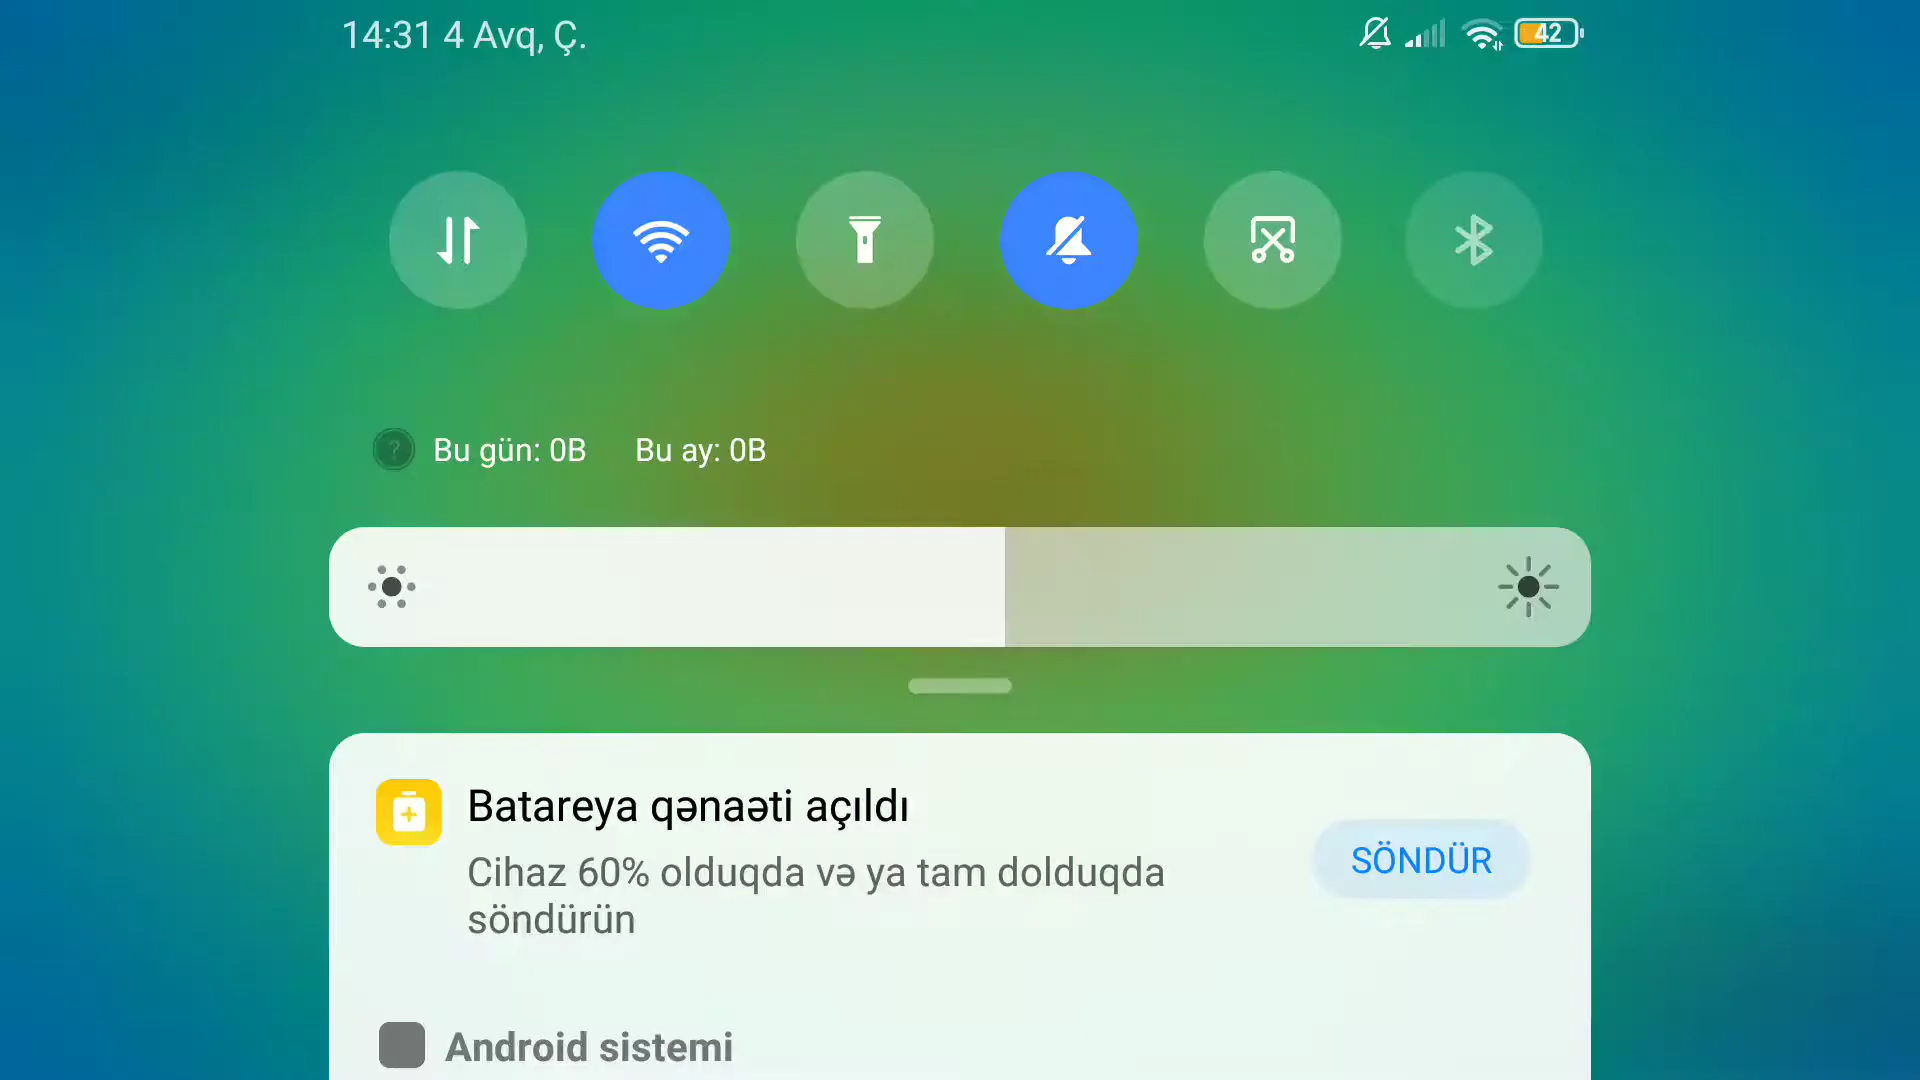 14:31 4 Avq, Ç.
42
Bu gün: 0B Bu ay: 0B
Batareya qənaəti açıldı
Cihaz 60% olduqda və ya tam dolduqda
söndürün
SÖNDÜR
Android sistemi